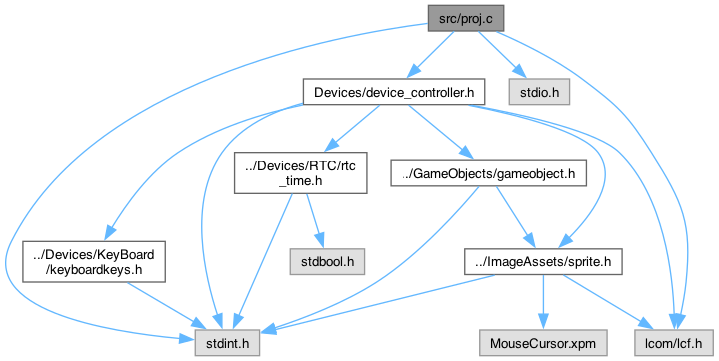 src/proj.c
Devices/device_controller.h
stdio.h
../Devices/RTC/rtc
_time.h
../GameObjects/gameobject.h
../Devices/KeyBoard
/keyboardkeys.h
stdbool.h
../ImageAssets/sprite.h
stdint.h
MouseCursor.xpm
lcom/lcf.h